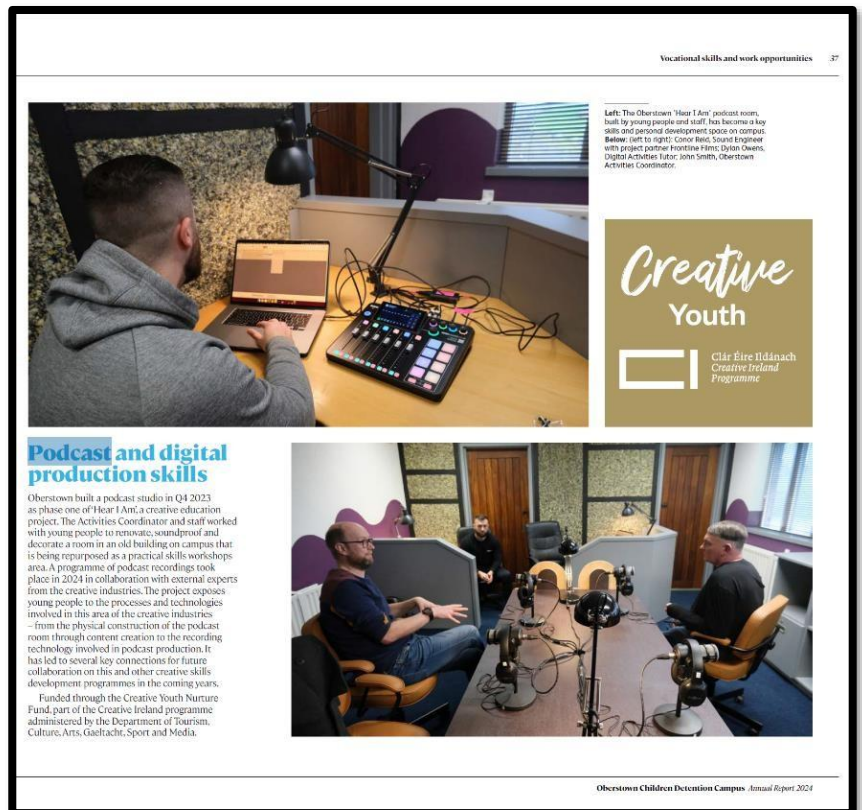 Vocational skills and work opportunities 37
Left: The Oberstown ‘Hear I Am’ podcast room,
built by young people and staff, has become a key
skills and personal development space on campus.
Below: (left to right): Conor Reid, Sound Engineer
with project partner Frontline Films; Dylan Owens,
Digital Activities Tutor; John Smith, Oberstown
Activities Coordinator.
Creative
Youth
Clár Éire Ildánach
Creative Ireland
Programme
Podcast and digital
production skills
Oberstown built a podcast studio in Q4 2023
as phase one of ‘Hear I Am’, a creative education
project. The Activities Coordinator and staff worked
with young people to renovate, soundproof and
decorate a room in an old building on campus that
is being repurposed as a practical skills workshops
area. A programme of podcast recordings took
place in 2024 in collaboration with external experts
from the creative industries. The project exposes
young people to the processes and technologies
involved in this area of the creative industries
– from the physical construction of the podcast
room through content creation to the recording
technology involved in podcast production. It
has led to several key connections for future
collaboration on this and other creative skills
development programmes in the coming years.
Funded through the Creative Youth Nurture
Fund, part of the Creative Ireland programme
administered by the Department of Tourism,
Culture, Arts, Gaeltacht, Sport and Media.
Oberstown Children Detention Campus Annual Report 2024